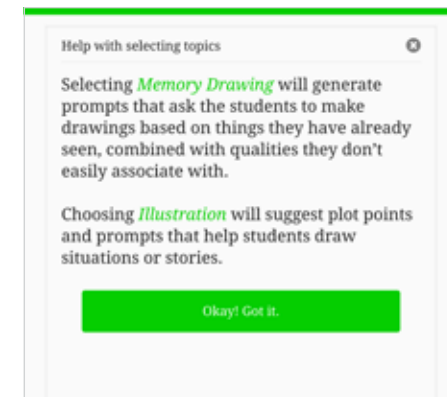 Help with selecting topics
Selecting Memory Drawing will generate
prompts that ask the students to make
drawings based on things they have already
seen, combined with qualities they don't
easily associate with.
Choosing Illustration will suggest plot points
and prompts that help students draw
situations or stories.
Okay! Got it.